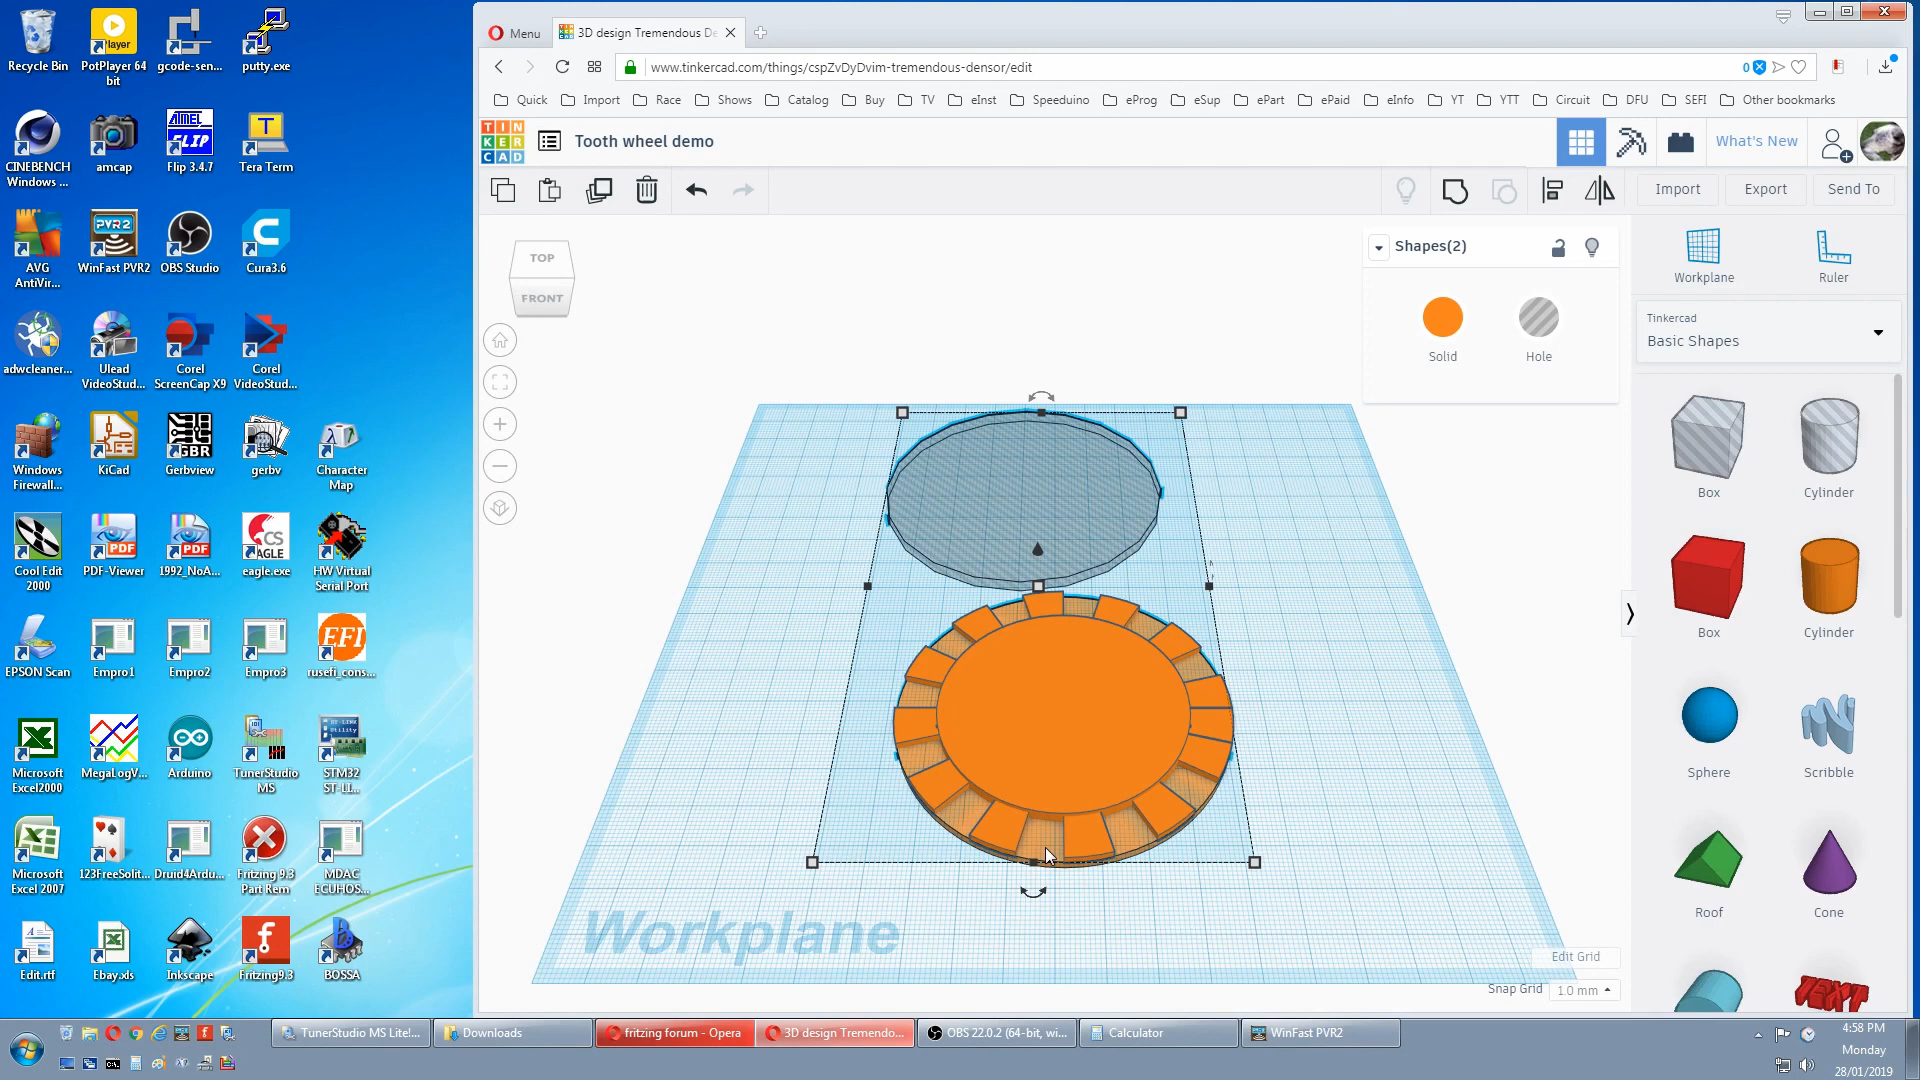 Recycle Bin
PotPlayer 64 bit
gcode-sen...
putty.exe
CINEBENCH Windows ...
amcap
Flip 3.4.7
Tera Term
AVG AntiVir...
WinFast PVR2
OBS Studio
Cura3.6
adwcleaner...
Ulead VideoStud...
Corel ScreenCap X9
Corel VideoStud...
Windows Firewall...
KiCad
Gerbview
gerbv
Character Map
Cool Edit 2000
PDF-Viewer
1992_NoA...
eagle.exe
HW Virtual Serial Port
EPSON Scan
Empro1
Empro2
Empro3
rusefi_cons...
Microsoft Excel2000
MegaLogV...
Arduino
TunerStudio MS
STM32 ST-LI...
Microsoft Excel 2007
123FreeSolit...
Druid4Ardu...
Fritzing 9.3 Part Rem
MDAC ECUHOS...
Edit.rtf
Ebay.xls
Inkscape
Fritzing9.3
BOSSA
Menu
3D design Tremendous De
www.tinkercad.com/things/cspZvDyDvim-tremendous-densor/edit
0
Quick
Import
Race
Shows
Catalog
Buy
TV
eInst
Speeduino
eProg
eSup
ePart
ePaid
eInfo
YT
YTT
Circuit
DFU
SEFI
Other bookmarks
TINKERCAD
Tooth wheel demo
What's New
Import
Export
Send To
TOP
FRONT
Shapes(2)
Solid
Hole
Workplane
Ruler
Tinkercad
Basic Shapes
Box
Cylinder
Box
Cylinder
Sphere
Scribble
Roof
Cone
TEXT
Workplane
Edit Grid
Snap Grid
1.0 mm
TunerStudio MS Lite!...
Downloads
fritzing forum - Opera
3D design Tremendo...
OBS 22.0.2 (64-bit, wi...
Calculator
WinFast PVR2
4:58 PM
Monday
28/01/2019